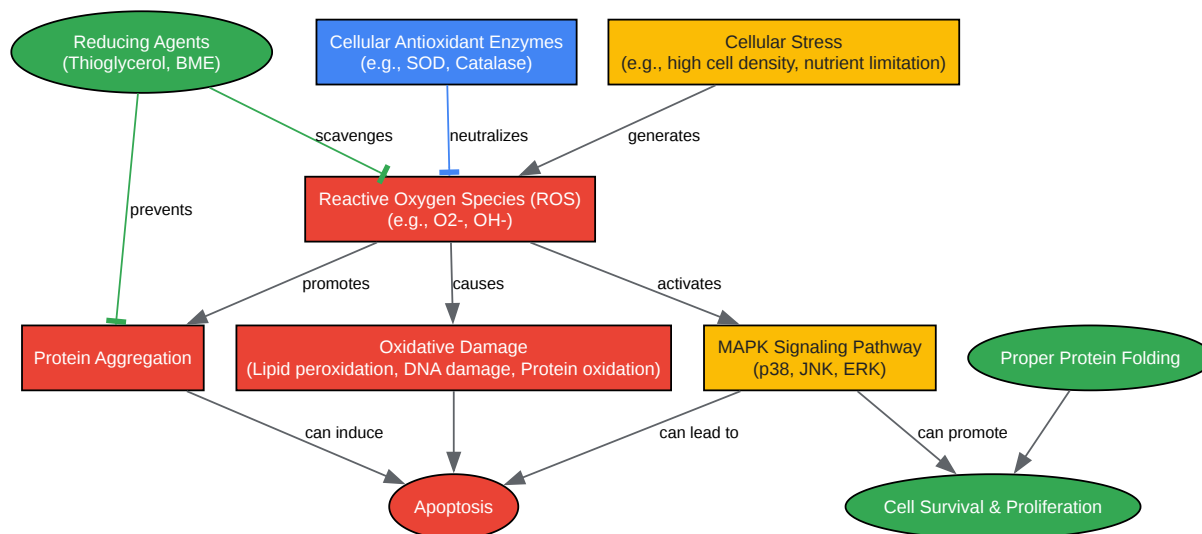 Reducing Agents
(Thioglycerol, BME)
Cellular Antioxidant Enzymes
(e.g., SOD, Catalase)
Cellular Stress
(e.g., high cell density, nutrient limitation)
scavenges
neutralizes
generates
Reactive Oxygen Species (ROS)
(e.g., O2-, OH-)
prevents
promotes
causes
activates
Protein Aggregation
Oxidative Damage
(Lipid peroxidation, DNA damage, Protein oxidation)
MAPK Signaling Pathway
(p38, JNK, ERK)
Proper Protein Folding
can induce
can lead to
can promote
Apoptosis
Cell Survival & Proliferation